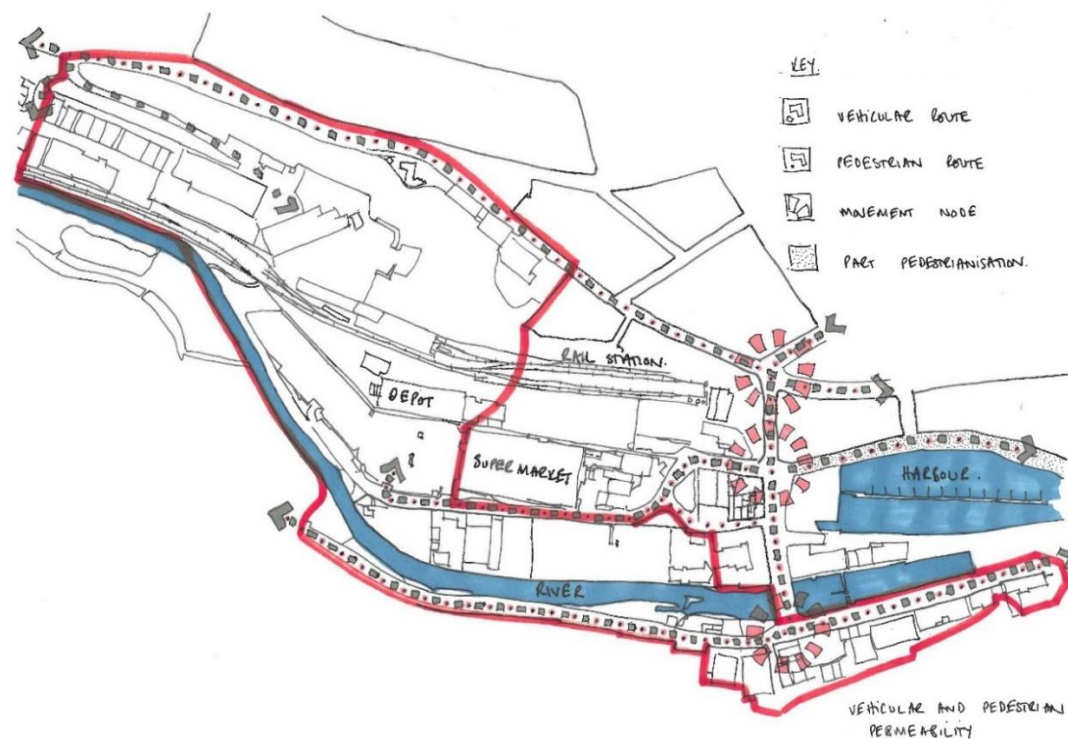 KEY.
VEHICULAR ROUTE
PEDESTRIAN ROUTE
MOVEMENT NODE
PART PEDESTRIANISATION.
RAIL STATION.
DEPOT
SUPERMARKET
HARBOUR.
RIVER
VEHICULAR AND PEDESTRIAN
PERMEABILITY